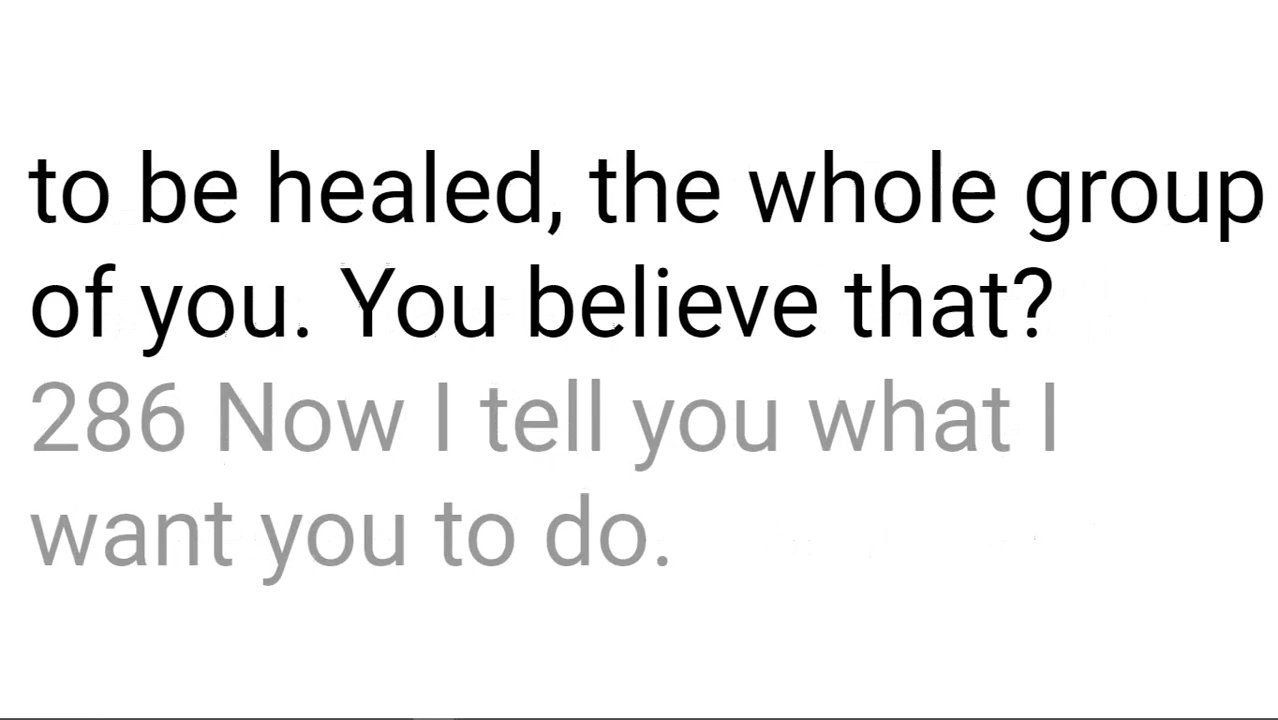 to be healed, the whole group
of you. You believe that?
286 Now I tell you what I
want you to do.